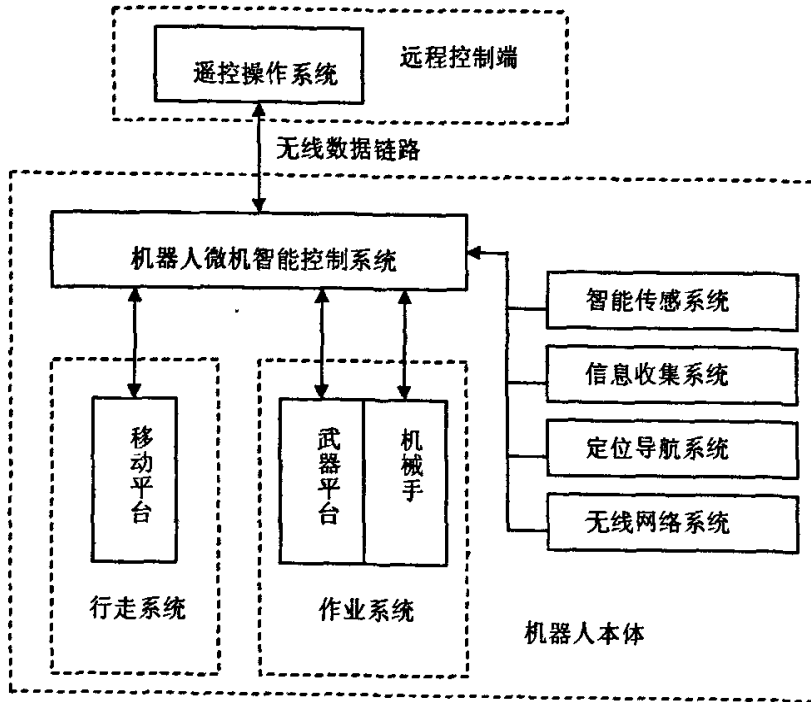 遥控操作系统
远程控制端
无线数据链路
机器人微机智能控制系统
智能传感系统
信息收集系统
定位导航系统
无线网络系统
移动平台
武器平台
机械手
行走系统
作业系统
机器人本体